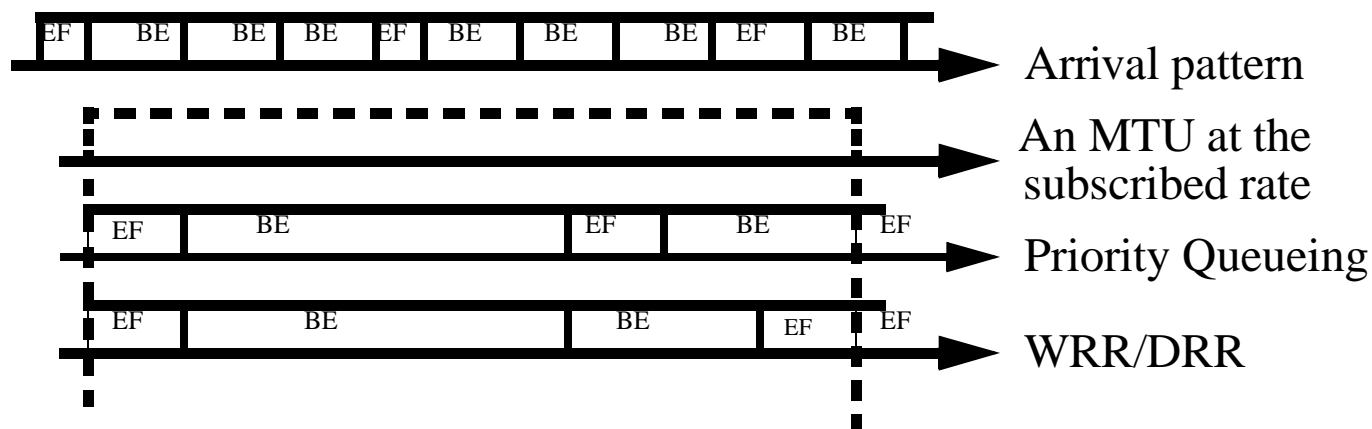 EF BE BE BE EF BE BE BE EF BE
Arrival pattern
An MTU at the
subscribed rate
EF BE EF BE EF
Priority Queueing
EF BE BE EF EF
WRR/DRR